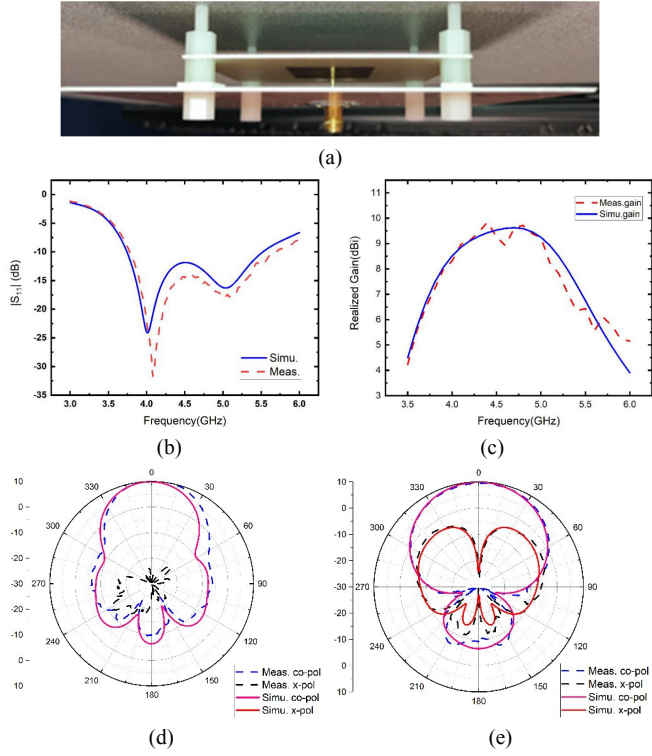 (a)
0
-5
-10
-15
-20
-25
-30
-35
|S11| (dB)
Simu.
Meas.
3.0 3.5 4.0 4.5 5.0 5.5 6.0
Frequency(GHz)
(b)
11
10
9
8
7
6
5
4
3
Realized Gain(dBi)
Meas.gain
Simu.gain
3.5 4.0 4.5 5.0 5.5 6.0
Frequency(GHz)
(c)
10
0
-10
-20
-30
-20
-10
0
10
0
30
60
90
120
150
180
210
240
270
300
330
Meas. co-pol
Meas. x-pol
Simu. co-pol
Simu. x-pol
(d)
10
0
-10
-20
-30
-20
-10
0
10
0
30
60
90
120
150
180
210
240
270
300
330
Meas. co-pol
Meas. x-pol
Simu. co-pol
Simu. x-pol
(e)